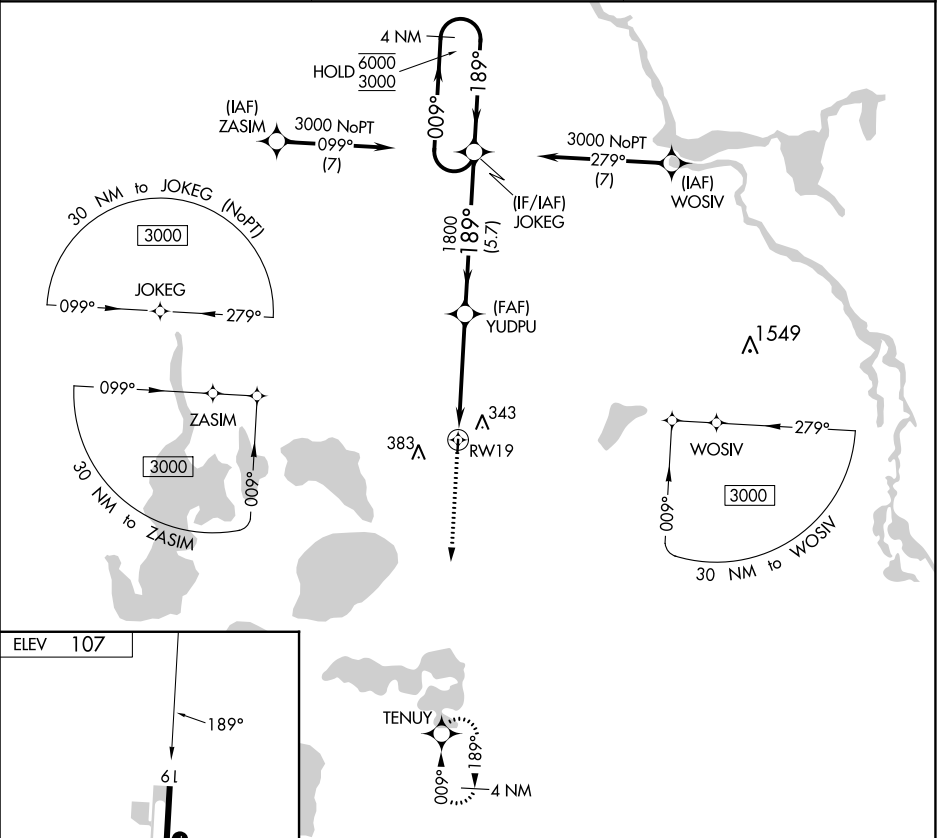 4 NM
HOLD 6000
3000
009°
189°
(IAF)
ZASIM
3000 NoPT
099°
(7)
3000 NoPT
279°
(7)
(IAF)
WOSIV
(IF/IAF)
JOKEG
1800
189°
(5.7)
30 NM to JOKEG (NoPT)
3000
JOKEG
099°
279°
(FAF)
YUDPU
1549
099°
ZASIM
3000
009°
30 NM to ZASIM
343
383
RW19
WOSIV
279°
3000
009°
30 NM to WOSIV
ELEV 107
189°
19
TENUY
189°
009°
4 NM